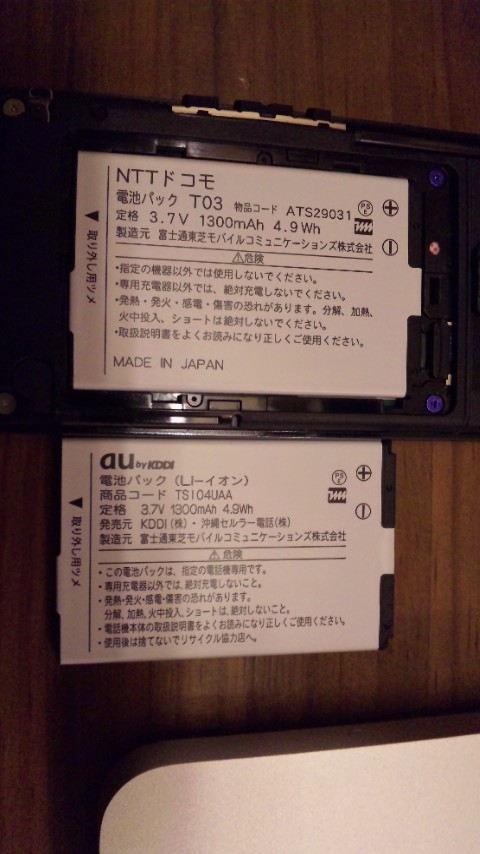 NTTドコモ
電池パック T03 物品コード ATS29031
定格 3.7V 1300mAh 4.9Wh
製造元 富士通東芝モバイルコミュニケーションズ株式会社
PS
E
取り外し用ツメ
⚠危険
・指定の機器以外では使用しないでください。
・専用充電器以外では、絶対充電しないでください。
・発熱・発火・感電・傷害の恐れがあります。分解、加熱、
火中投入、ショートは絶対しないでください。
・取扱説明書をよくお読みになり正しくご使用ください。
MADE IN JAPAN
au by KDDI
電池パック (Li-イオン)
商品コード TSI04UAA
定格 3.7V 1300mAh 4.9Wh
発売元 KDDI(株)・沖縄セルラー電話(株)
製造元 富士通東芝モバイルコミュニケーションズ株式会社
PS
E
取り外し用ツメ
⚠危険
・この電池パックは、指定の電話機専用です。
・専用充電器以外では、絶対充電しないこと。
・発熱・発火・感電・傷害の恐れがあります。
分解、加熱、火中投入、ショートは、絶対しないこと。
・電話機本体の取扱説明書をよくお読みになり正しくご使用ください。
・使用後は捨てないでリサイクル協力店へ。